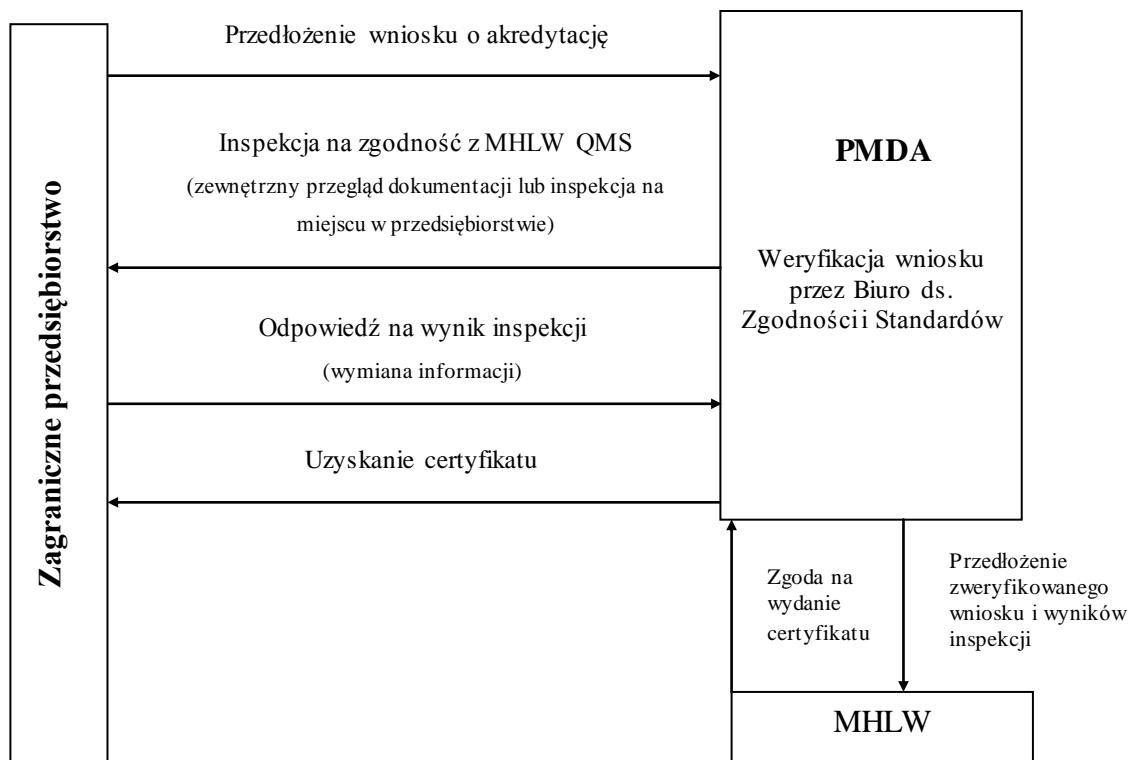 Zagraniczne przedsiębiorstwo
Przedłożenie wniosku o akredytację
Inspekcja na zgodność z MHLW QMS
(zewnętrzny przegląd dokumentacji lub inspekcja na
miejscu w przedsiębiorstwie)
Odpowiedź na wynik inspekcji
(wymiana informacji)
Uzyskanie certyfikatu
PMDA
Weryfikacja wniosku
przez Biuro ds.
Zgodności i Standardów
Zgoda na
wydanie
certyfikatu
Przedłożenie
zweryfikowanego
wniosku i wyników
inspekcji
MHLW